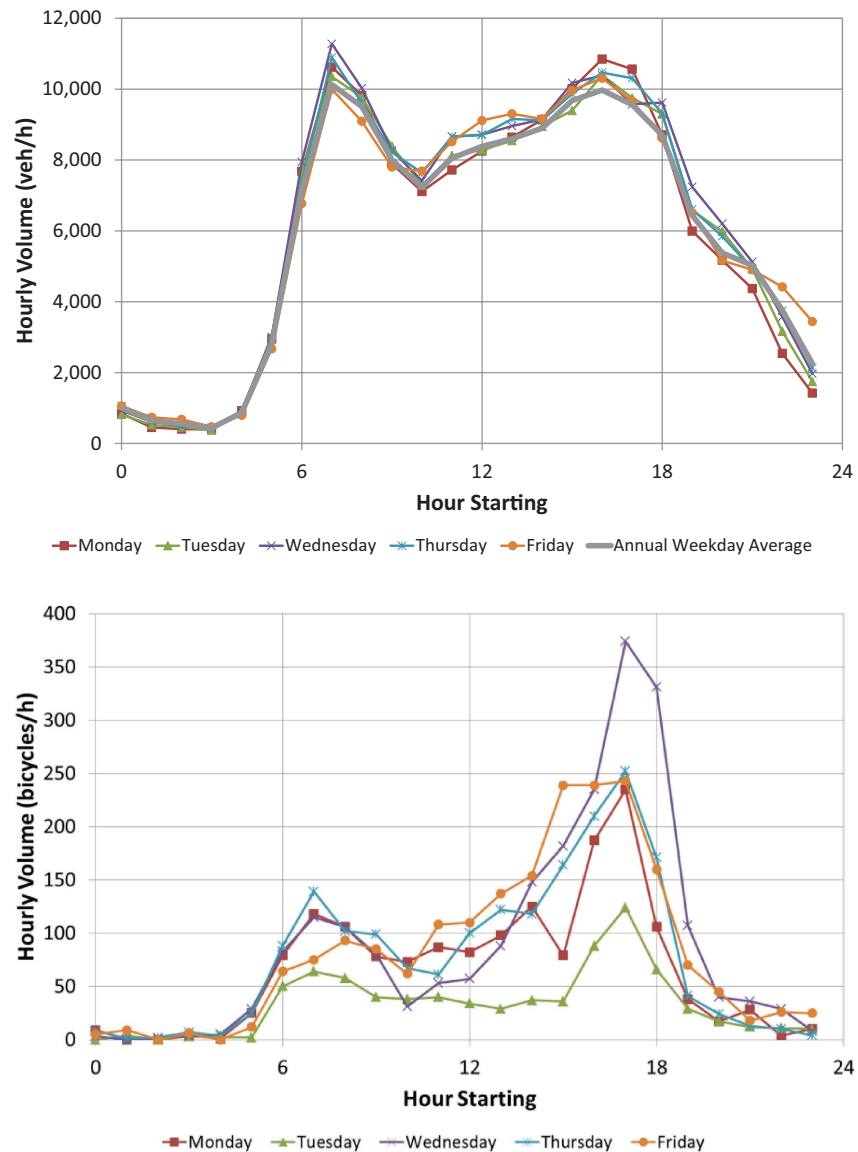 12,000
10,000
8,000
6,000
4,000
2,000
0
Hourly Volume (veh/h)
0 6 12 18 24
Hour Starting
Monday Tuesday Wednesday Thursday Friday Annual Weekday Average
400
350
300
250
200
150
100
50
0
Hourly Volume (bicycles/h)
0 6 12 18 24
Hour Starting
Monday Tuesday Wednesday Thursday Friday